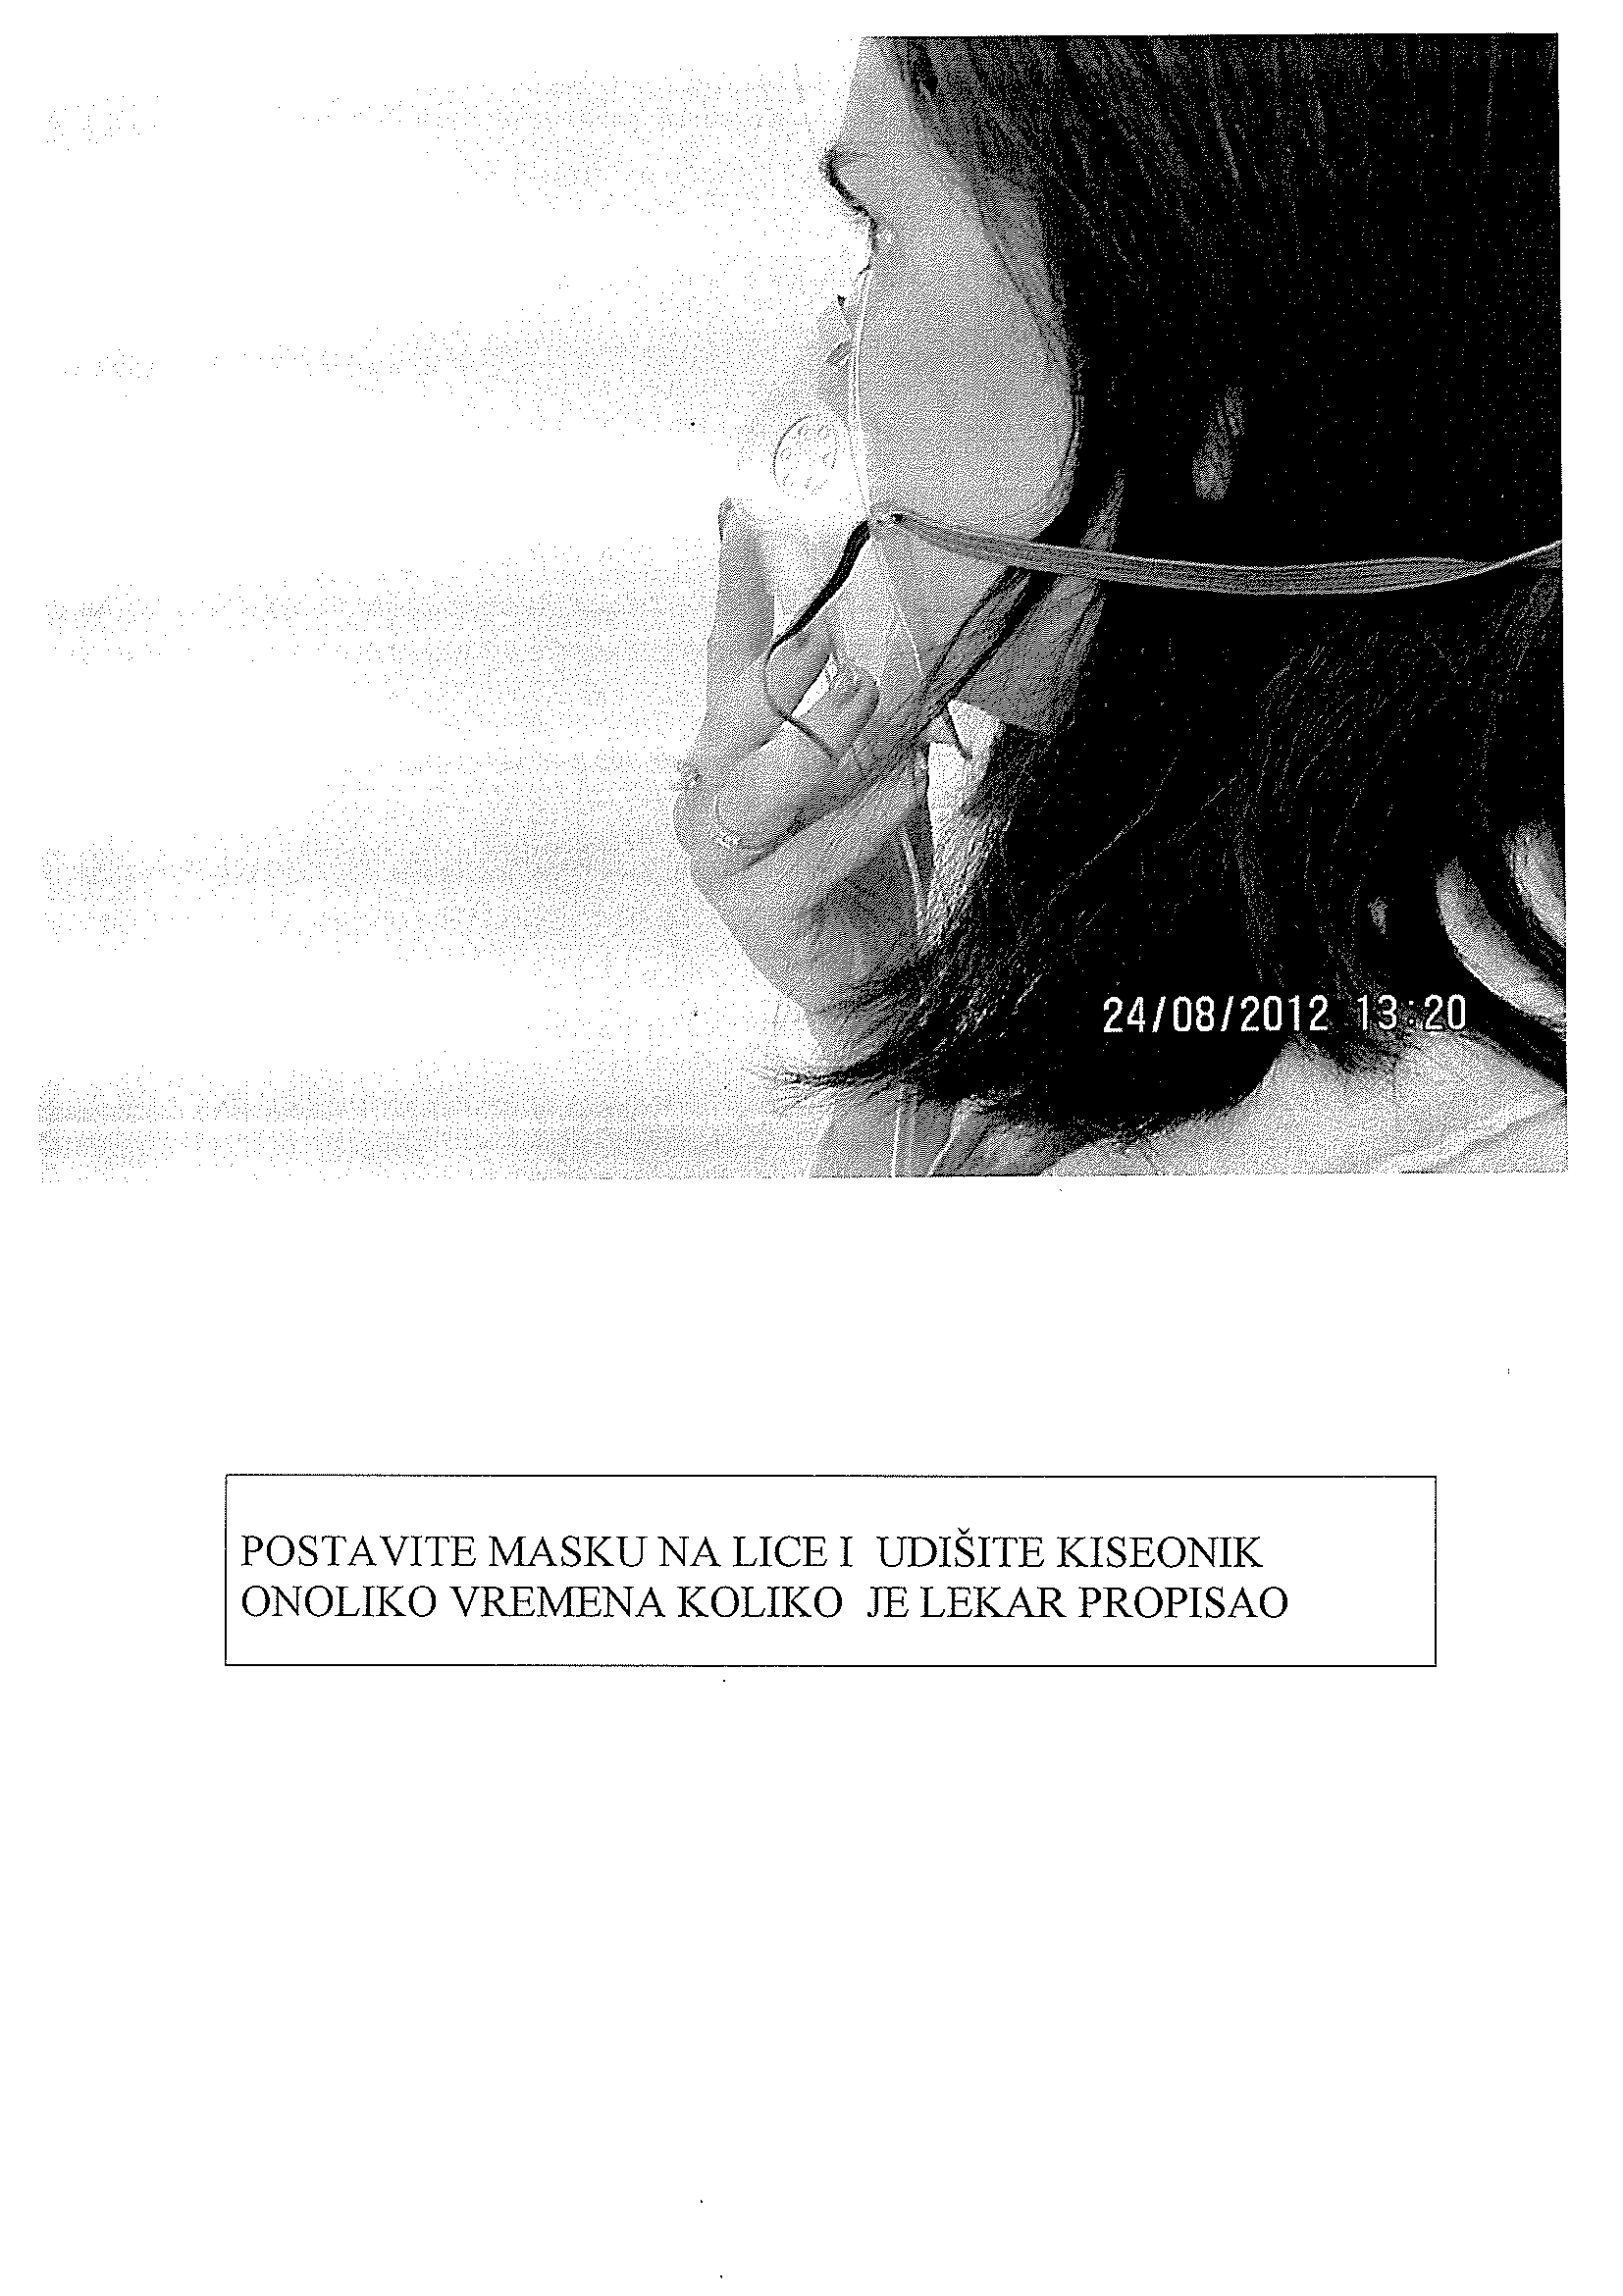 24/08/2012 13:20
POSTAVITE MASKU NA LICE I UDIŠITE KISEONIK
ONOLIKO VREMENA KOLIKO JE LEKAR PROPISAO